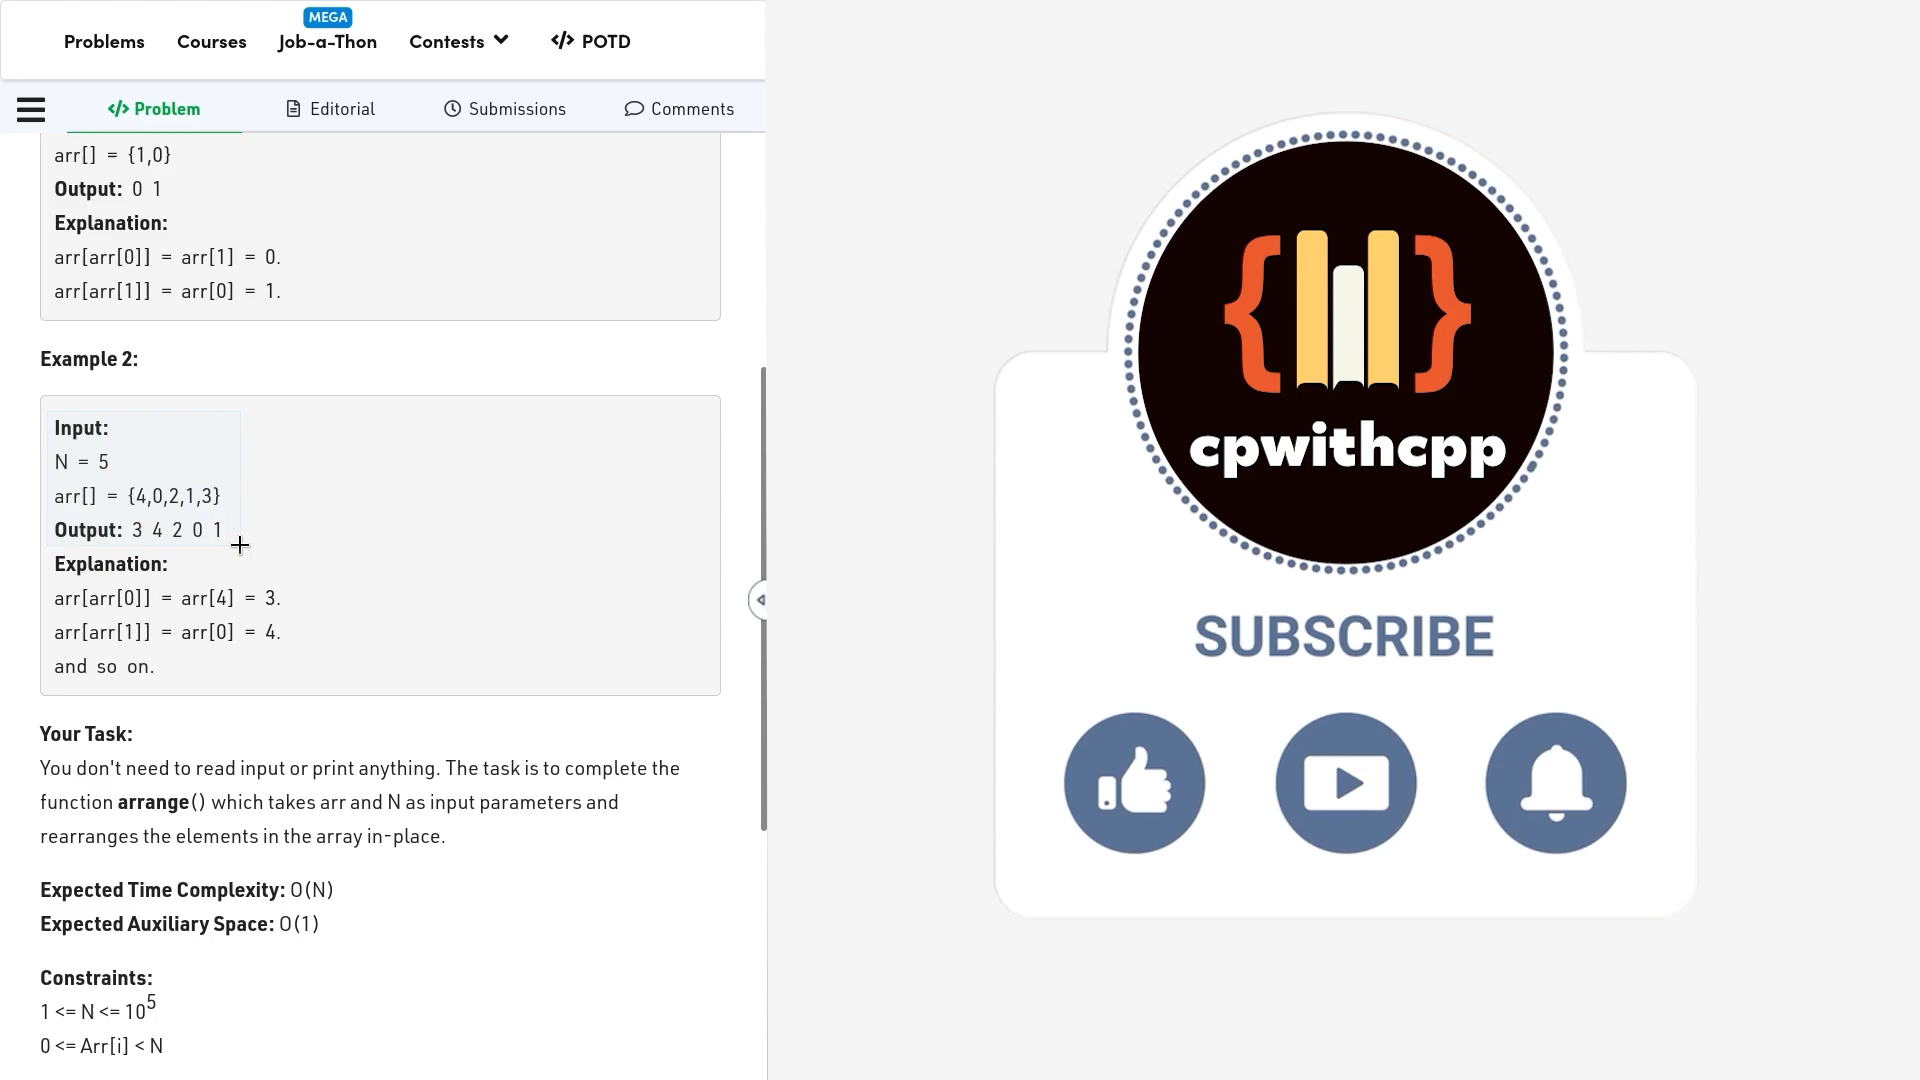 MEGA
Problems Courses Job-a-Thon Contests </> POTD
</> Problem Editorial Submissions Comments
arr[] = {1,0}
Output: 0 1
Explanation:
arr[arr[0]] = arr[1] = 0.
arr[arr[1]] = arr[0] = 1.
Example 2:
Input:
N = 5
arr[] = {4,0,2,1,3}
Output: 3 4 2 0 1
Explanation:
arr[arr[0]] = arr[4] = 3.
arr[arr[1]] = arr[0] = 4.
and so on.
Your Task:
You don't need to read input or print anything. The task is to complete the
function arrange() which takes arr and N as input parameters and
rearranges the elements in the array in-place.
Expected Time Complexity: O(N)
Expected Auxiliary Space: O(1)
Constraints:
1 <= N <= 10^5
0 <= Arr[i] < N
cpwithcpp
SUBSCRIBE